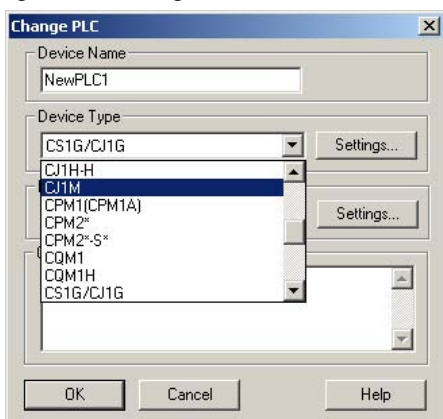 Change PLC
Device Name
NewPLC1
Device Type
CS1G/CJ1G
Settings...
CJ1H-H
CJ1M
CPM1(CPM1A)
CPM2*
Settings...
CPM2*-S*
CQM1
CQM1H
CS1G/CJ1G
OK
Cancel
Help